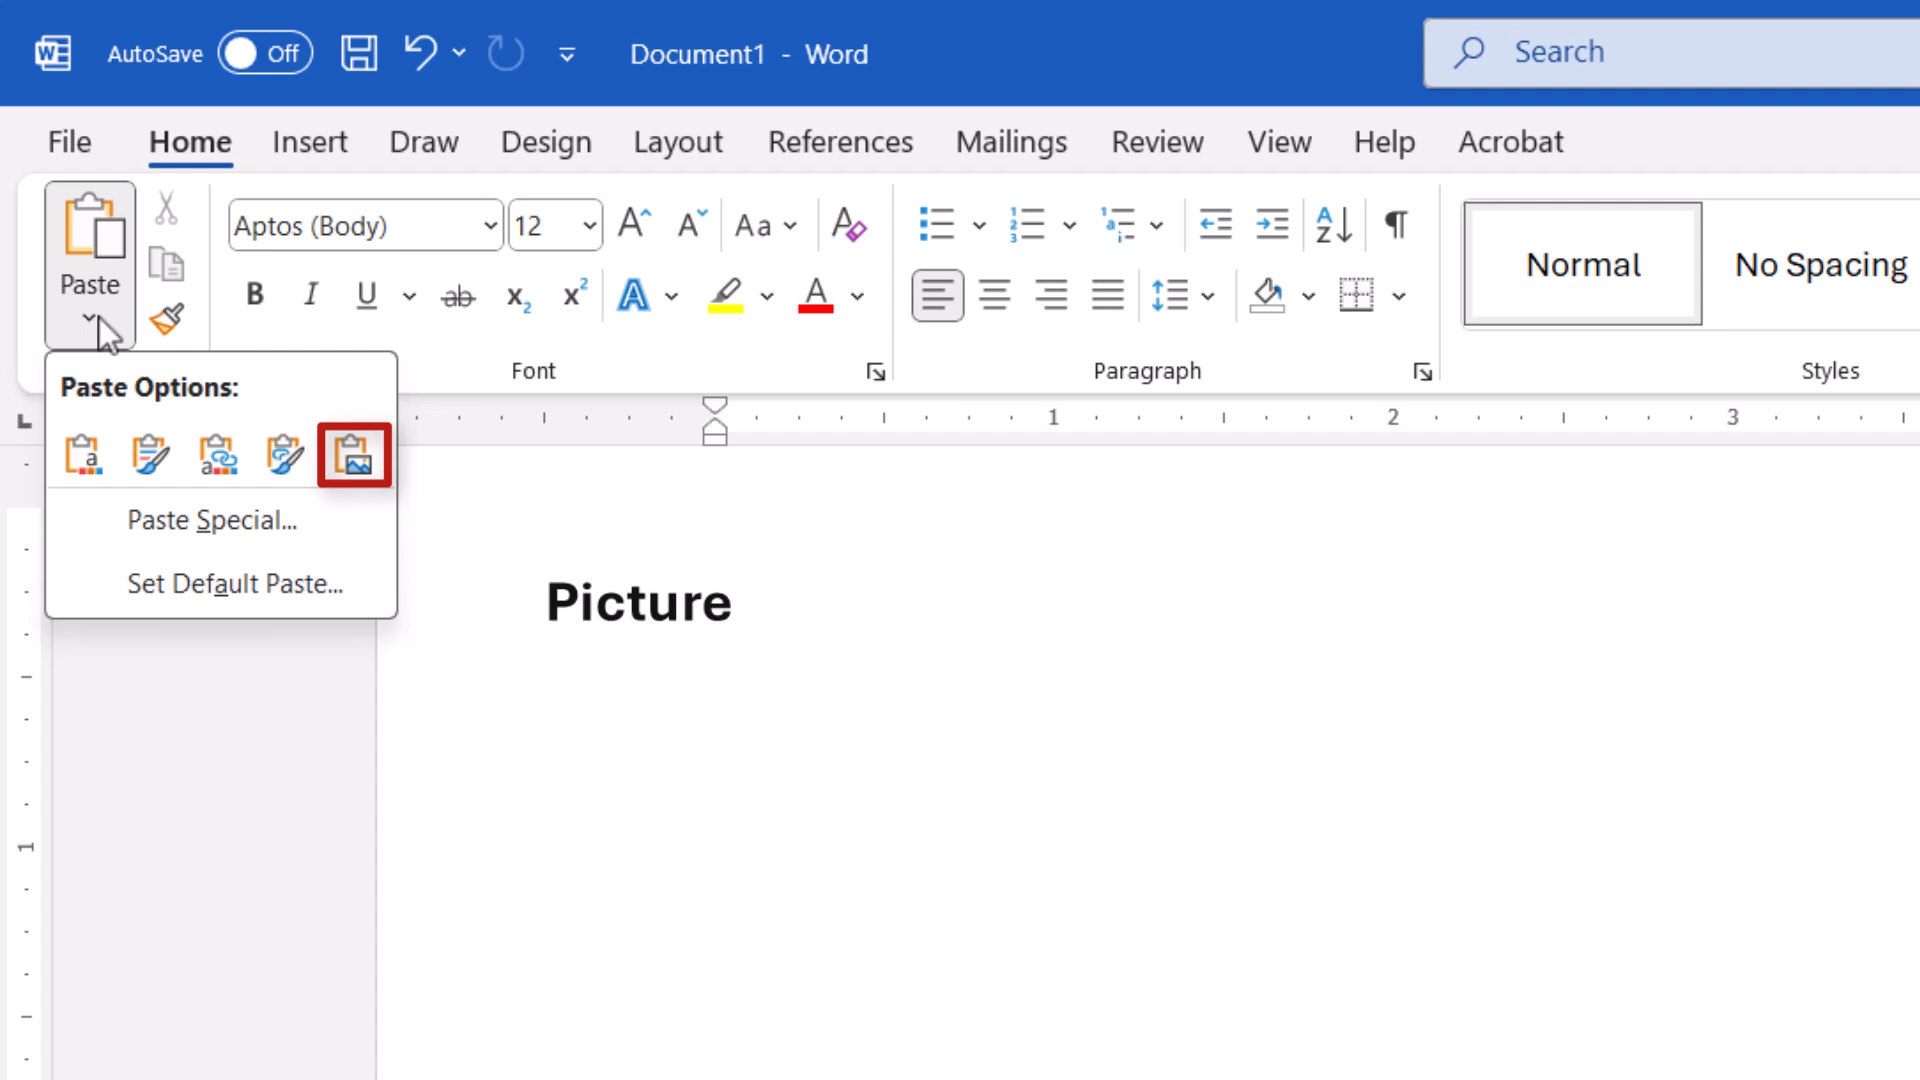 AutoSave Off Document1 - Word Search
File Home Insert Draw Design Layout References Mailings Review View Help Acrobat
Paste
Aptos (Body) 12
Normal No Spacing
Font Paragraph Styles
Paste Options:
Paste Special...
Set Default Paste...
1 2 3
Picture
1